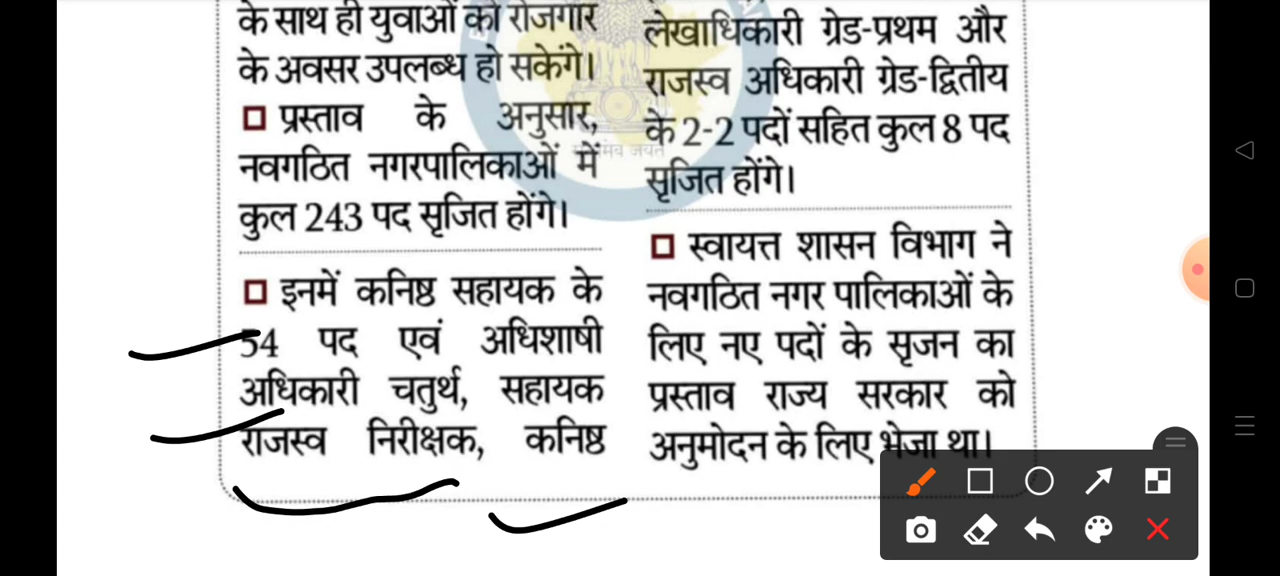 के साथ ही युवाओं को रोजगार
के अवसर उपलब्ध हो सकेंगे।
प्रस्ताव के अनुसार,
नवगठित नगरपालिकाओं में
कुल 243 पद सृजित होंगे।
इनमें कनिष्ठ सहायक के
54 पद एवं अधिशाषी
अधिकारी चतुर्थ, सहायक
राजस्व निरीक्षक, कनिष्ठ
लेखाधिकारी ग्रेड-प्रथम और
राजस्व अधिकारी ग्रेड-द्वितीय
के 2-2 पदों सहित कुल 8 पद
सृजित होंगे।
स्वायत्त शासन विभाग ने
नवगठित नगर पालिकाओं के
लिए नए पदों के सृजन का
प्रस्ताव राज्य सरकार को
अनुमोदन के लिए भेजा था।